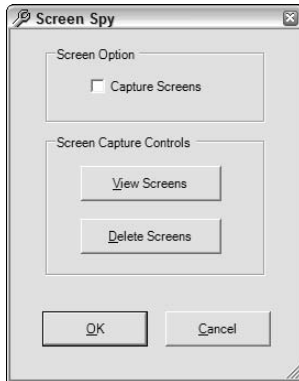 Screen Spy
Screen Option
Capture Screens
Screen Capture Controls
View Screens
Delete Screens
OK
Cancel